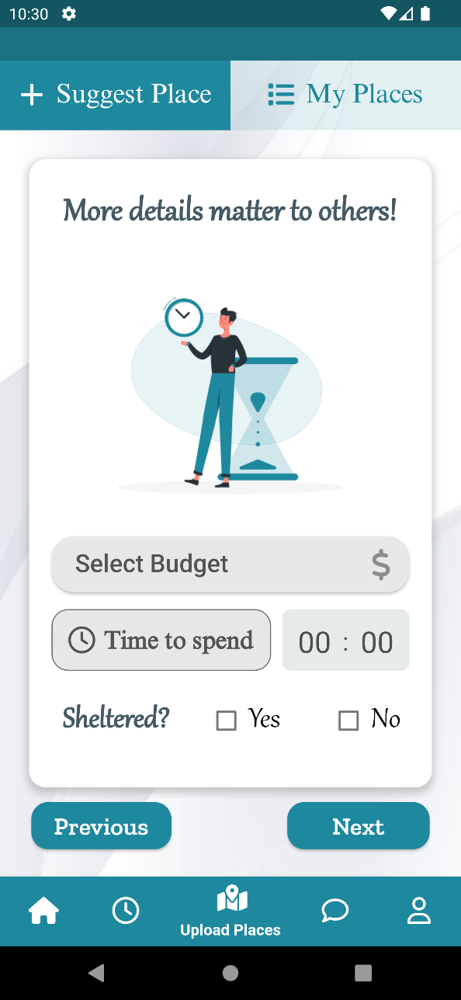 10:30
Suggest Place
My Places
More details matter to others!
Select Budget
Time to spend
00 : 00
Sheltered?
Yes
No
Previous
Next
Upload Places